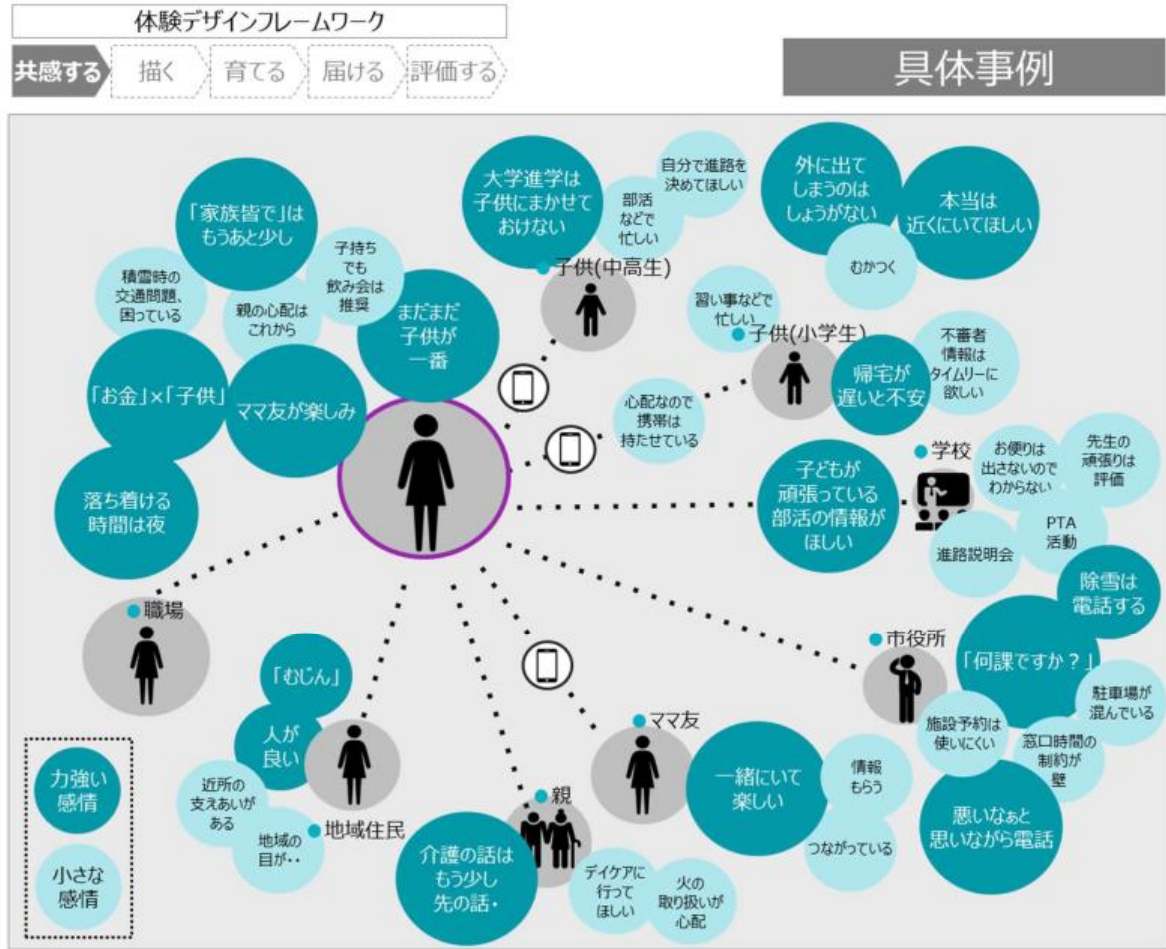 体験デザインフレームワーク
共感する
描く
育てる
届ける
評価する
具体事例
「家族皆で」は
もうあと少し
積雪時の
交通問題、
困っている
親の心配は
これから
子持ち
でも
飲み会は
推奨
まだまだ
子供が
一番
「お金」×「子供」
ママ友が楽しみ
落ち着ける
時間は夜
大学進学は
子供にまかせて
おけない
部活
などで
忙しい
自分で進路を
決めてほしい
子供(中高生)
外に出て
しまうのは
しょうがない
本当は
近くにいてほしい
むかつく
習い事などで
忙しい
子供(小学生)
帰宅が
遅いと不安
不審者
情報は
タイムリーに
欲しい
心配なので
携帯は
持たせている
子どもが
頑張っている
部活の情報が
ほしい
学校
お便りは
出さないので
わからない
先生の
頑張りは
評価
PTA
活動
進路説明会
除雪は
電話する
市役所
「何課ですか？」
駐車場が
混んでいる
施設予約は
使いにくい
窓口時間の
制約が
壁
悪いなぁと
思いながら電話
職場
「むじん」
人が
良い
近所の
支えあいが
ある
地域の
目が・・
地域住民
親
介護の話は
もう少し
先の話・
デイケアに
行って
ほしい
火の
取り扱いが
心配
ママ友
一緒にいて
楽しい
情報
もらう
つながっている
力強い
感情
小さな
感情